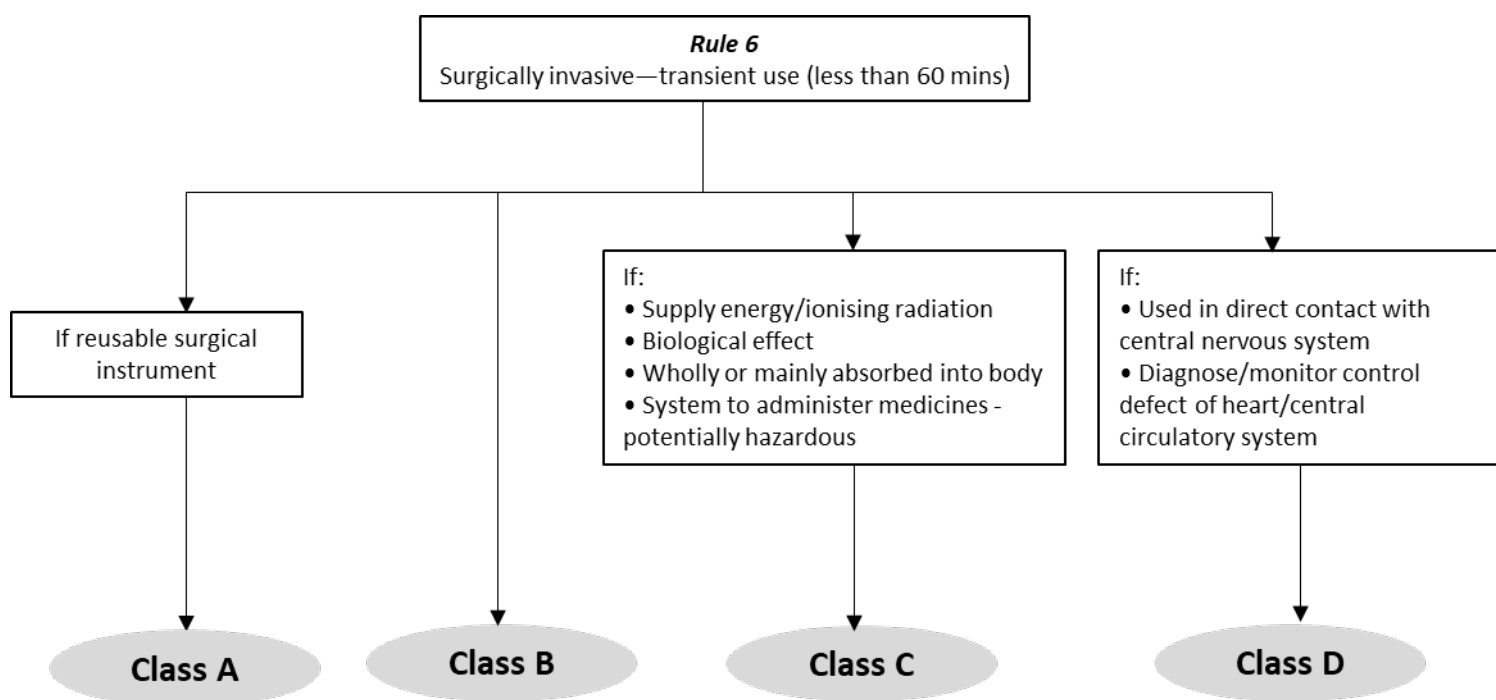 Rule 6
Surgically invasive—transient use (less than 60 mins)
If reusable surgical
instrument
If:
• Supply energy/ionising radiation
• Biological effect
• Wholly or mainly absorbed into body
• System to administer medicines -
potentially hazardous
If:
• Used in direct contact with
central nervous system
• Diagnose/monitor control
defect of heart/central
circulatory system
Class A
Class B
Class C
Class D